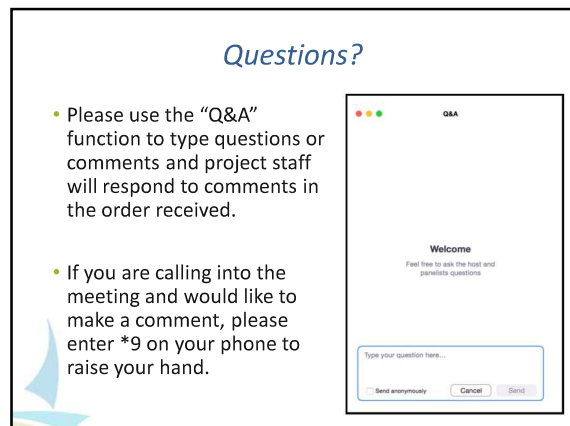 Questions?
• Please use the “Q&A”
function to type questions or
comments and project staff
will respond to comments in
the order received.
• If you are calling into the
meeting and would like to
make a comment, please
enter *9 on your phone to
raise your hand.
Q&A
Welcome
Feel free to ask the host and
panelists questions
Type your question here...
Send anonymously Cancel Send